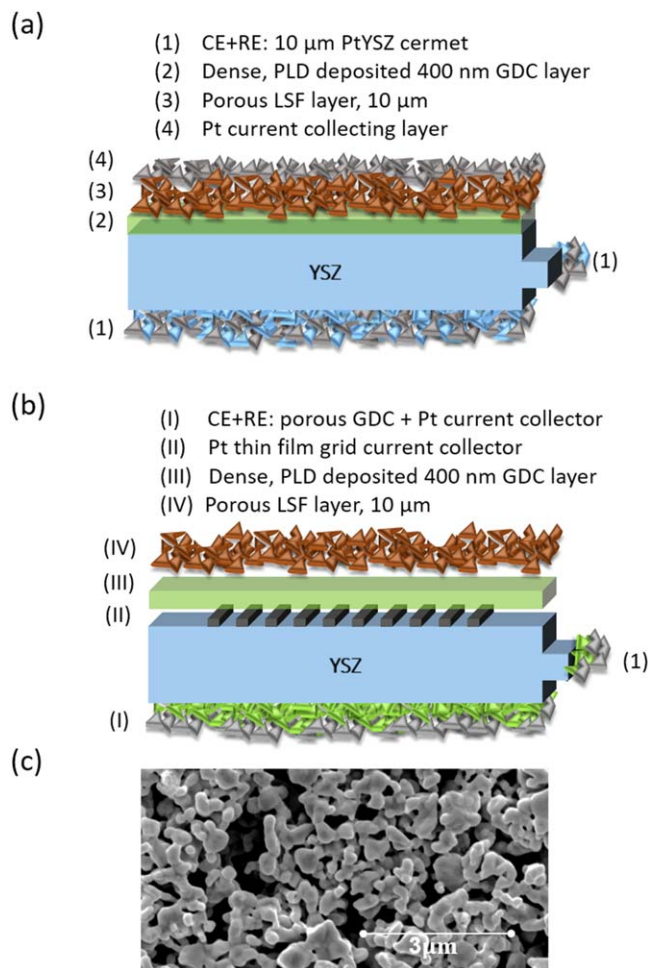 (a)
(1) CE+RE: 10 μm PtYSZ cermet
(2) Dense, PLD deposited 400 nm GDC layer
(3) Porous LSF layer, 10 μm
(4) Pt current collecting layer
(4)
(3)
(2)
YSZ
(1)
(1)
(b)
(I) CE+RE: porous GDC + Pt current collector
(II) Pt thin film grid current collector
(III) Dense, PLD deposited 400 nm GDC layer
(IV) Porous LSF layer, 10 μm
(IV)
(III)
(II)
YSZ
(1)
(I)
(c)
3μm